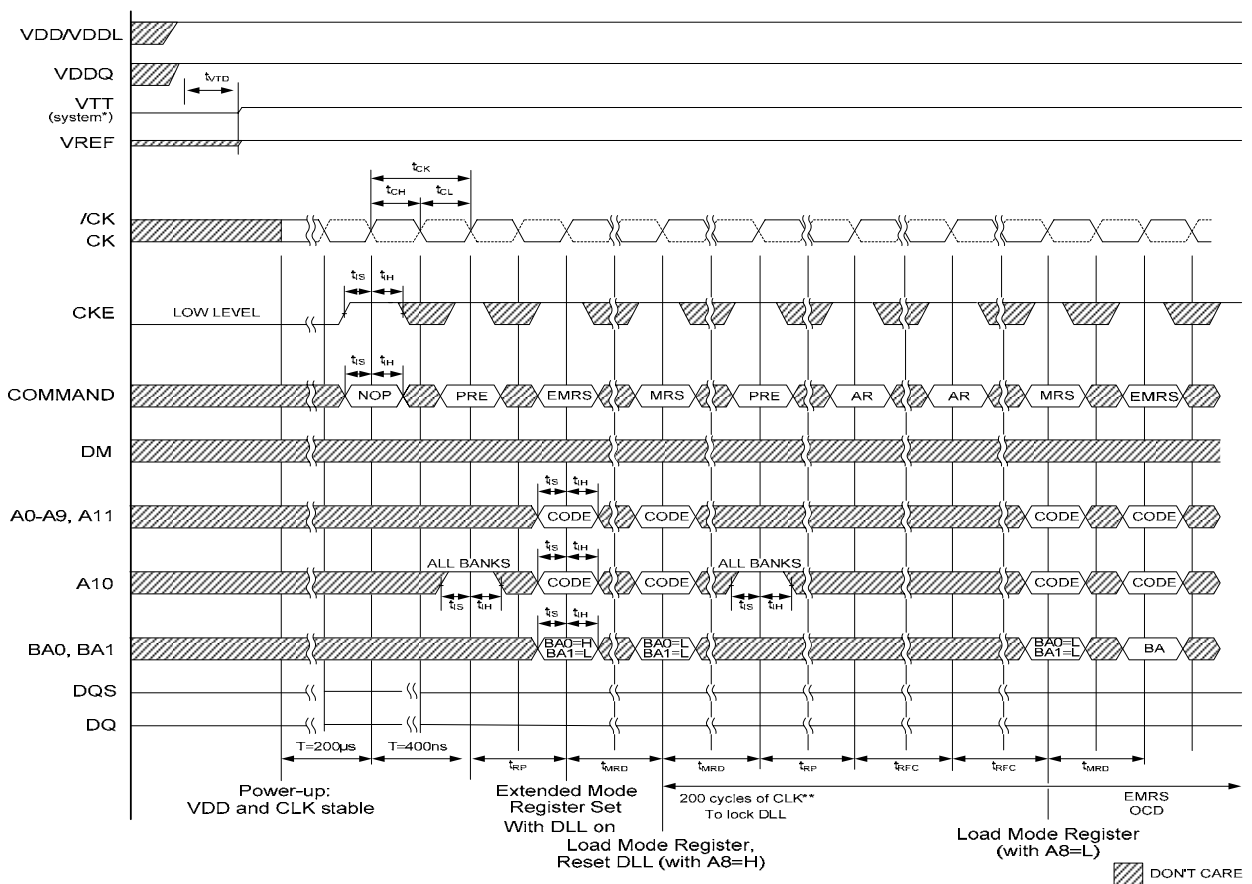 VDD/VDDL
VDDQ
tVTD
VTT
(system*)
VREF
tCK
tCH tCL
/CK
CK
tIS tIH
CKE
LOW LEVEL
tIS tIH
COMMAND
NOP PRE EMRS MRS PRE AR AR MRS EMRS
DM
tIS tIH
A0-A9, A11
CODE CODE CODE CODE
tIS tIH
ALL BANKS ALL BANKS
A10
CODE CODE CODE CODE
tIS tIH tIS tIH
tIS tIH
BA0, BA1
BA0=H BA0=L BA0=L
BA1=L BA1=L BA1=L
BA
DQS
DQ
T=200µs T=400ns
tRP tMRD tMRD tRP tRFC tRFC tMRD
Power-up:
VDD and CLK stable
Extended Mode
Register Set
With DLL on
200 cycles of CLK**
To lock DLL
EMRS
OCD
Load Mode Register,
Reset DLL (with A8=H)
Load Mode Register
(with A8=L)
DON'T CARE